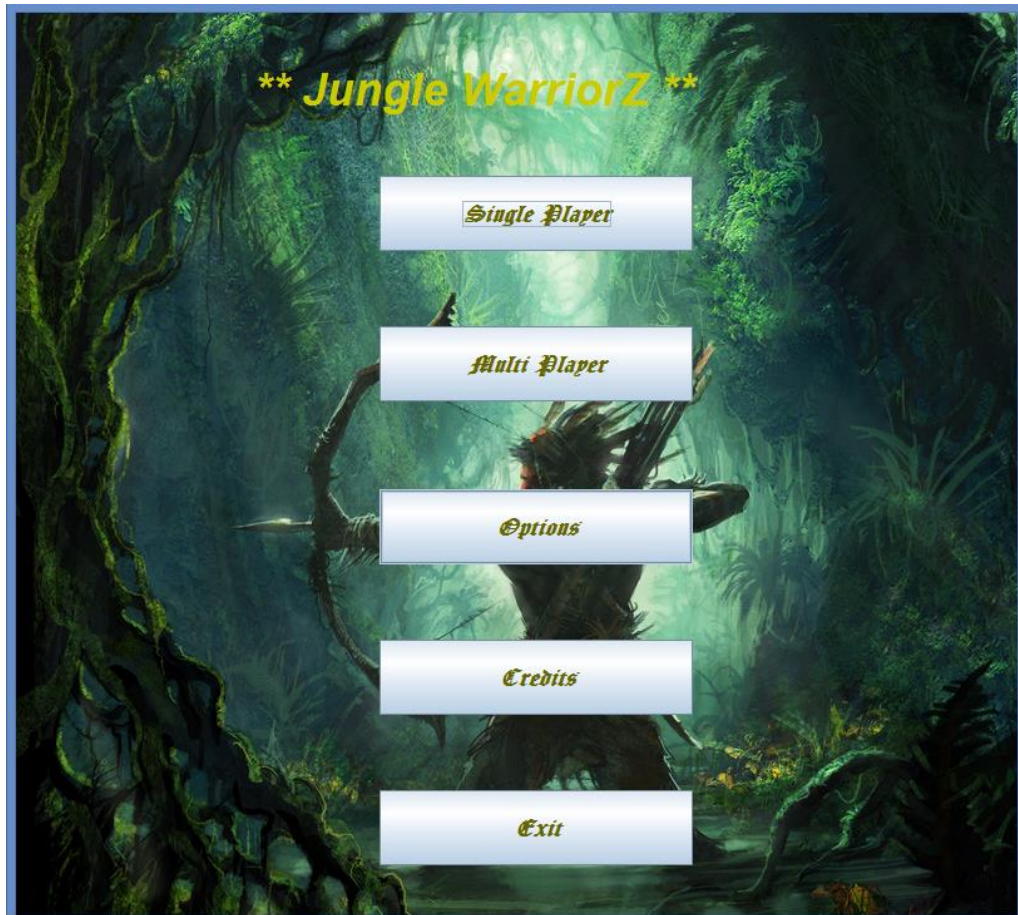 ** Jungle WarriorZ **
Single Player
Multi Player
Options
Credits
Exit